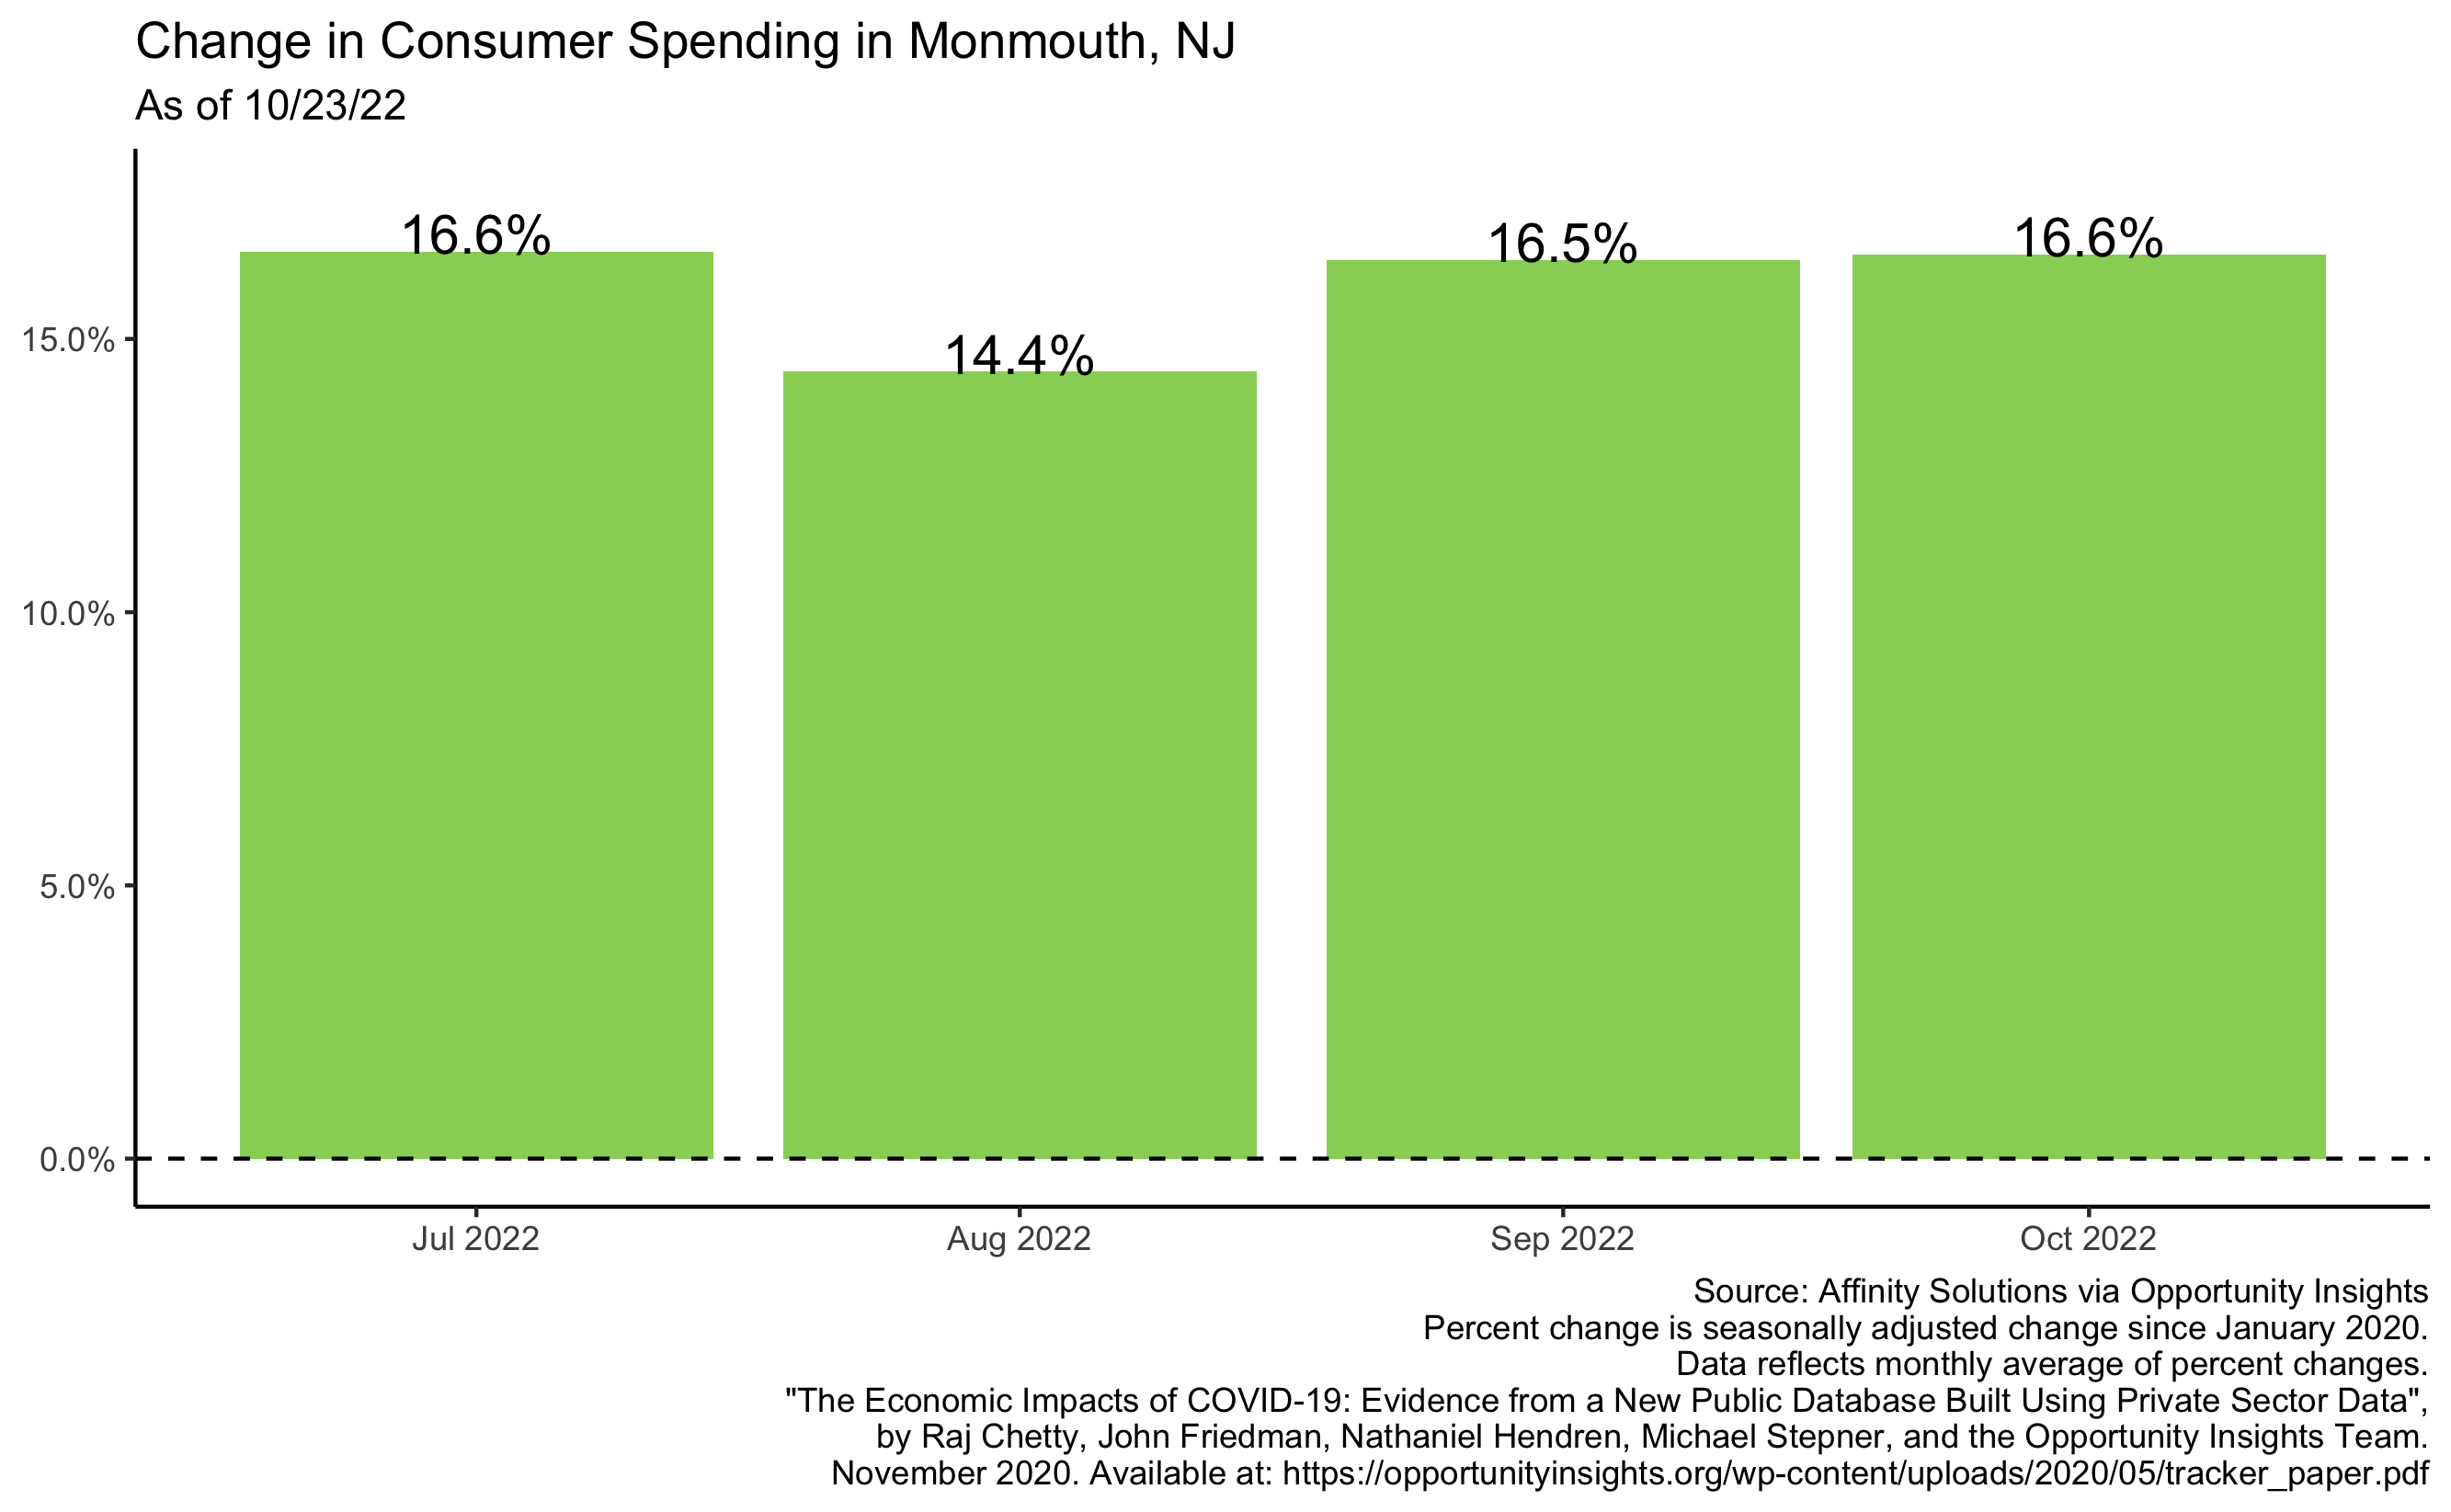 Change in Consumer Spending in Monmouth, NJ
As of 10/23/22
16.6%
14.4%
16.5%
16.6%
15.0%
10.0%
5.0%
0.0%
Jul 2022
Aug 2022
Sep 2022
Oct 2022
Source: Affinity Solutions via Opportunity Insights
Percent change is seasonally adjusted change since January 2020.
Data reflects monthly average of percent changes.
"The Economic Impacts of COVID-19: Evidence from a New Public Database Built Using Private Sector Data",
by Raj Chetty, John Friedman, Nathaniel Hendren, Michael Stepner, and the Opportunity Insights Team.
November 2020. Available at: https://opportunityinsights.org/wp-content/uploads/2020/05/tracker_paper.pdf